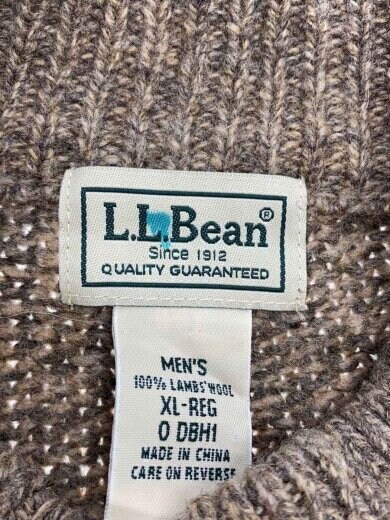 L.L.Bean®
Since 1912
QUALITY GUARANTEED
MEN'S
100% LAMBS' WOOL
XL-REG
0 DBH1
MADE IN CHINA
CARE ON REVERSE